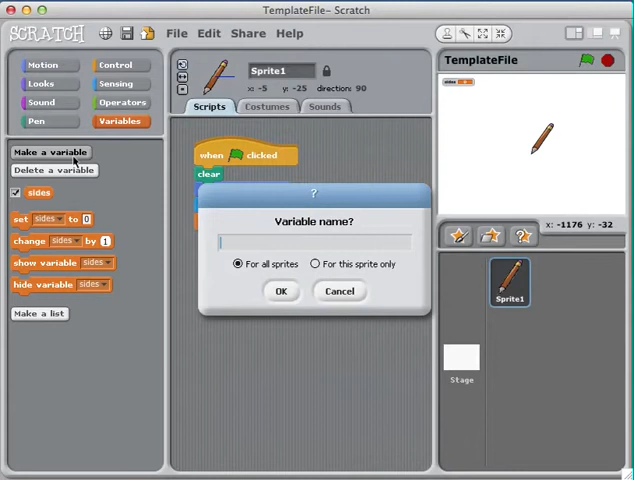 TemplateFile- Scratch
SCRATCH File Edit Share Help
Motion Control
Looks Sensing
Sound Operators
Pen Variables
Make a variable
Delete a variable
sides
set sides to 0
change sides by 1
show variable sides
hide variable sides
Make a list
Sprite1
x: -5 y: -25 direction: 90
Scripts Costumes Sounds
when clicked
clear
?
Variable name?
For all sprites For this sprite only
OK Cancel
TemplateFile
sides
x: -1176 y: -32
Sprite1
Stage